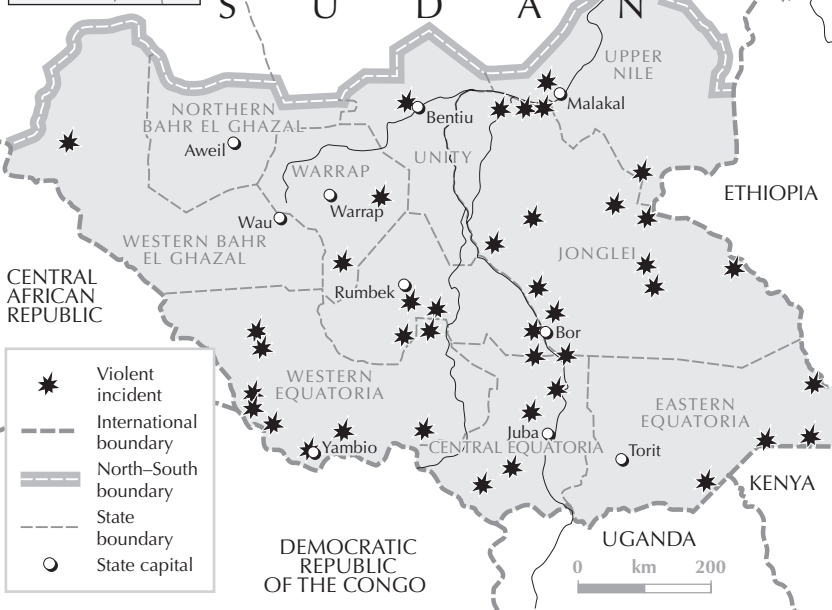 SUDAN
UPPER
NILE
Malakal
Bentiu
NORTHERN
BAHR EL GHAZAL
Aweil
UNITY
WARRAP
Warrap
ETHIOPIA
Wau
WESTERN BAHR
EL GHAZAL
JONGLEI
CENTRAL
AFRICAN
REPUBLIC
Rumbek
Bor
WESTERN
EQUATORIA
EASTERN
EQUATORIA
Juba
CENTRAL EQUATORIA
Yambio
Torit
KENYA
UGANDA
DEMOCRATIC
REPUBLIC
OF THE CONGO
0 km 200
Violent
incident
International
boundary
North–South
boundary
State
boundary
State capital